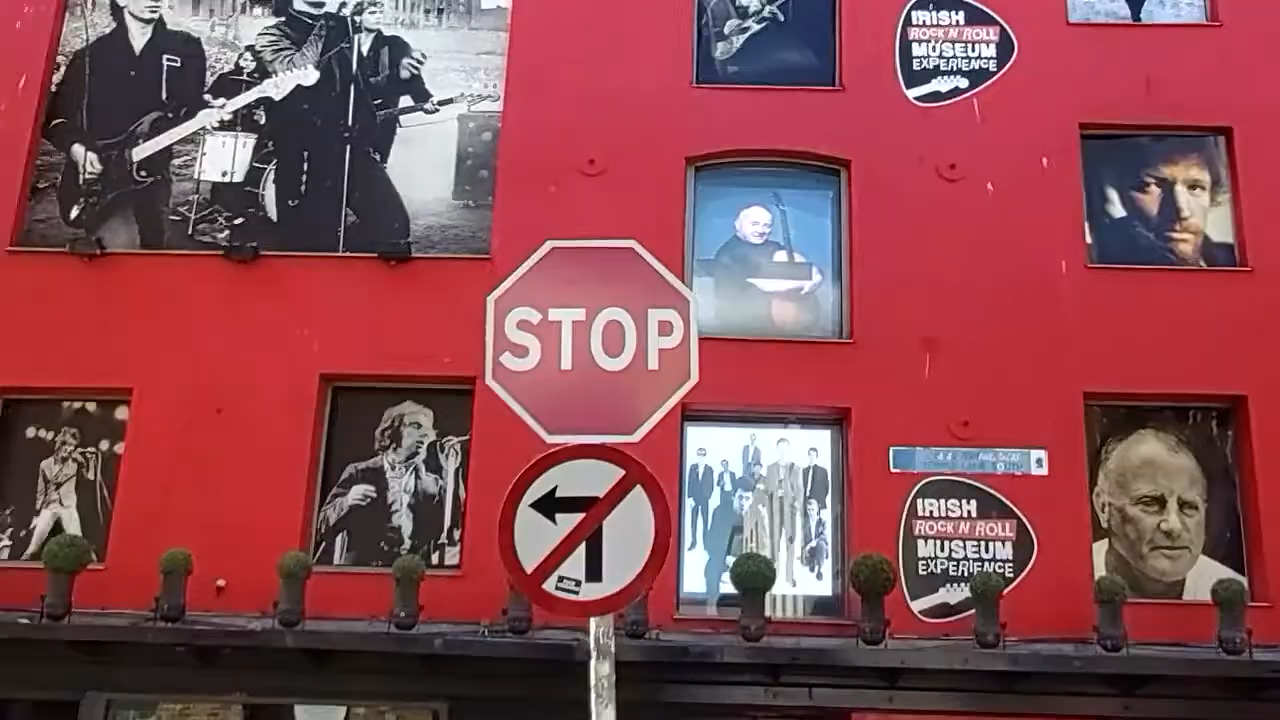 IRISH
ROCK'N'ROLL
MUSEUM
EXPERIENCE
STOP
IRISH
ROCK'N'ROLL
MUSEUM
EXPERIENCE